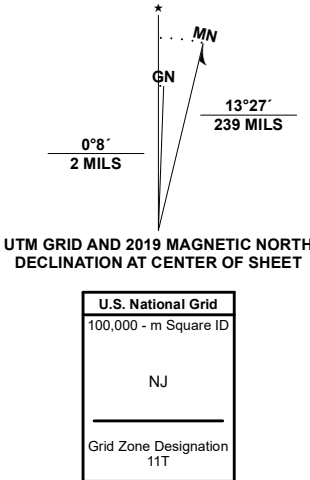 ★
MN
GN
13°27´
239 MILS
0°8´
2 MILS
UTM GRID AND 2019 MAGNETIC NORTH
DECLINATION AT CENTER OF SHEET
U.S. National Grid
100,000 - m Square ID
NJ
Grid Zone Designation
11T